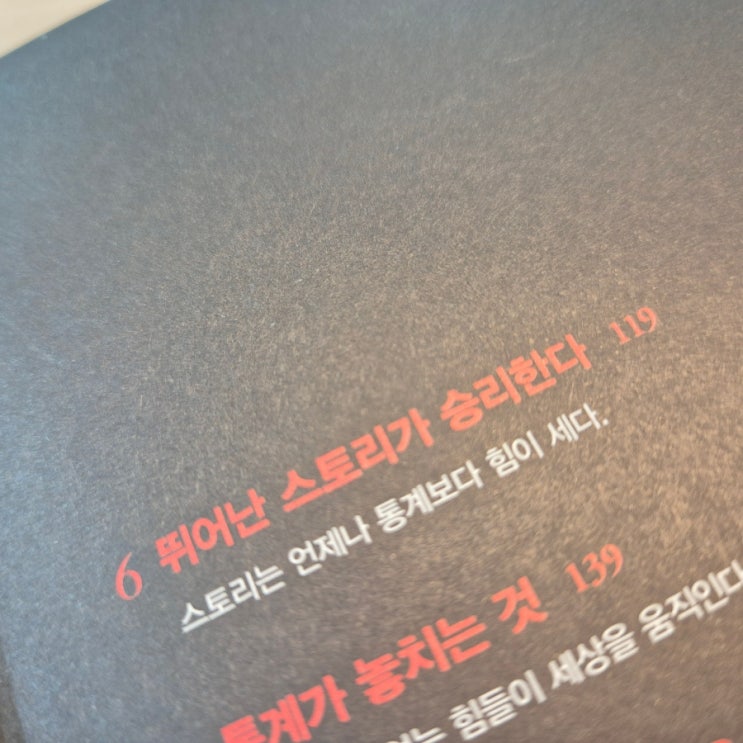 6 뛰어난 스토리가 승리한다 119
스토리는 언제나 통계보다 힘이 세다.
통계가 놓치는 것 139
힘들이 세상을 움직인다